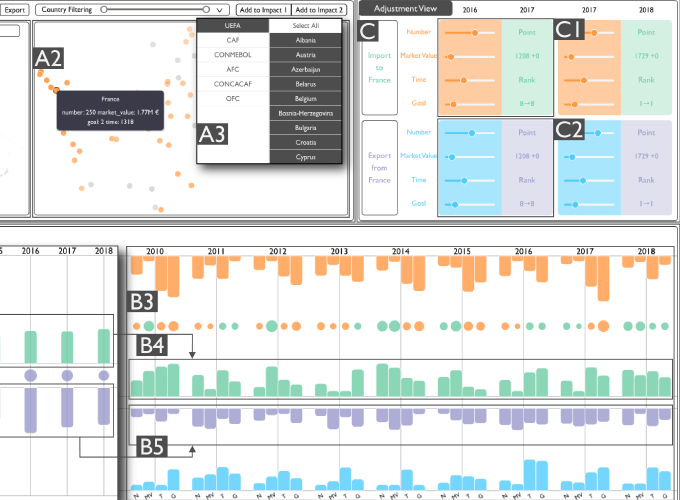 Export
Country Filtering
Add to Impact 1
Add to Impact 2
Adjustment View
2016
2017
2017
2018
UEFA
Select All
CAF
Albania
CONMEBOL
Austria
AFC
Azerbaijan
CONCACAF
Belarus
OFC
Belgium
Bosnia-Herzegovina
Bulgaria
Croatia
Cyprus
A2
A3
France
number: 250 market_value: 1.77M €
goal: 2 time: 1318
C
C1
C2
Import
to
France
Number
Market Value
Time
Goal
Point
1208 +0
Rank
8→8
Point
1729 +0
Rank
1→1
Export
from
France
Number
Market Value
Time
Goal
Point
1208 +0
Rank
8→8
Point
1729 +0
Rank
1→1
2016
2017
2018
2010
2011
2012
2013
2014
2015
2016
2017
2018
B3
B4
B5
N MV T G N MV T G N MV T G N MV T G N MV T G N MV T G N MV T G N MV T G N MV T G